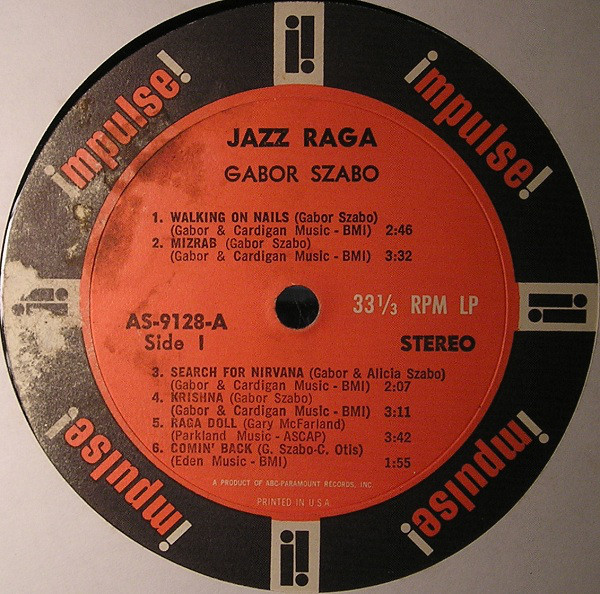 impulse!
impulse!
JAZZ RAGA
GABOR SZABO
1. WALKING ON NAILS (Gabor Szabo)
(Gabor & Cardigan Music - BMI) 2:46
2. MIZRAB (Gabor Szabo)
(Gabor & Cardigan Music - BMI) 3:32
33 1/3 RPM LP
AS-9128-A
Side I
STEREO
3. SEARCH FOR NIRVANA (Gabor & Alicia Szabo)
(Gabor & Cardigan Music - BMI) 2:07
4. KRISHNA (Gabor Szabo)
(Gabor & Cardigan Music - BMI) 3:11
5. RAGA DOLL (Gary McFarland)
(Parkland Music - ASCAP) 3:42
6. COMIN' BACK (G. Szabo-C. Otis)
(Eden Music - BMI) 1:55
A PRODUCT OF ABC-PARAMOUNT RECORDS, INC.
PRINTED IN U.S.A.
impulse!
impulse!